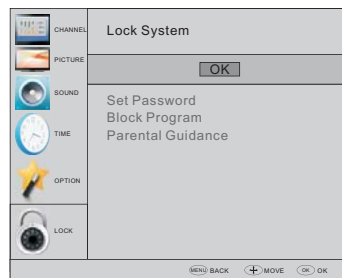 CHANNEL
PICTURE
SOUND
TIME
OPTION
LOCK
Lock System
OK
Set Password
Block Program
Parental Guidance
MENU BACK MOVE OK OK